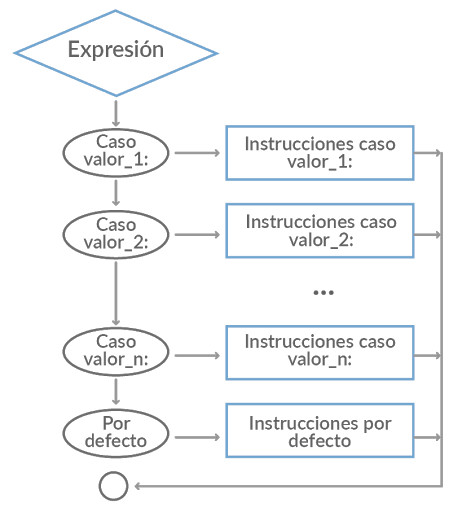 Expresión
Caso
valor_1:
Instrucciones caso
valor_1:
Caso
valor_2:
Instrucciones caso
valor_2:
...
Caso
valor_n:
Instrucciones caso
valor_n:
Por
defecto
Instrucciones por
defecto